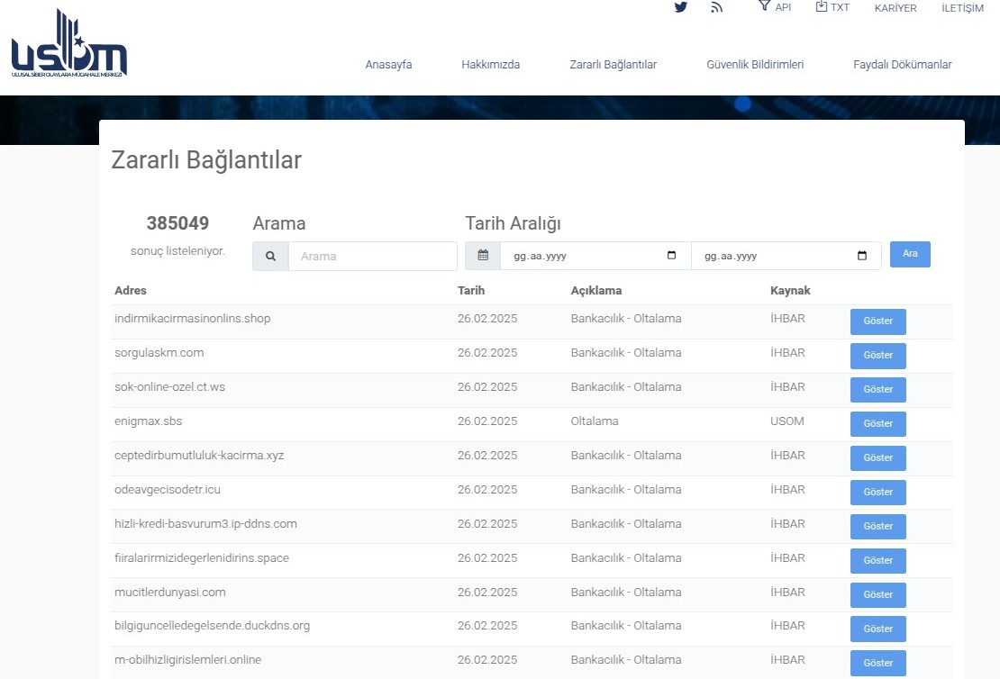 API TXT KARİYER İLETİŞİM
usom
ULUSAL SİBER OLAYLARA MÜDAHALE MERKEZİ
Anasayfa Hakkımızda Zararlı Bağlantılar Güvenlik Bildirimleri Faydalı Dökümanlar
Zararlı Bağlantılar
385049 Arama Tarih Aralığı
sonuç listeleniyor. Arama gg.aa.yyyy gg.aa.yyyy Ara
Adres Tarih Açıklama Kaynak
indirmikacirmasinonlins.shop 26.02.2025 Bankacılık - Oltalama İHBAR Göster
sorgulaskm.com 26.02.2025 Bankacılık - Oltalama İHBAR Göster
sok-online-ozel.ct.ws 26.02.2025 Bankacılık - Oltalama İHBAR Göster
enigmax.sbs 26.02.2025 Oltalama USOM Göster
ceptedirbumutluluk-kacirma.xyz 26.02.2025 Bankacılık - Oltalama İHBAR Göster
odeavgecisodetr.icu 26.02.2025 Bankacılık - Oltalama İHBAR Göster
hizli-kredi-basvurum3.ip-ddns.com 26.02.2025 Bankacılık - Oltalama İHBAR Göster
fiiralarirmizidegerlenidirins.space 26.02.2025 Bankacılık - Oltalama İHBAR Göster
mucitlerdunyasi.com 26.02.2025 Bankacılık - Oltalama İHBAR Göster
bilgiguncelledegelsende.duckdns.org 26.02.2025 Bankacılık - Oltalama İHBAR Göster
m-obilhizligirislemleri.online 26.02.2025 Bankacılık - Oltalama İHBAR Göster